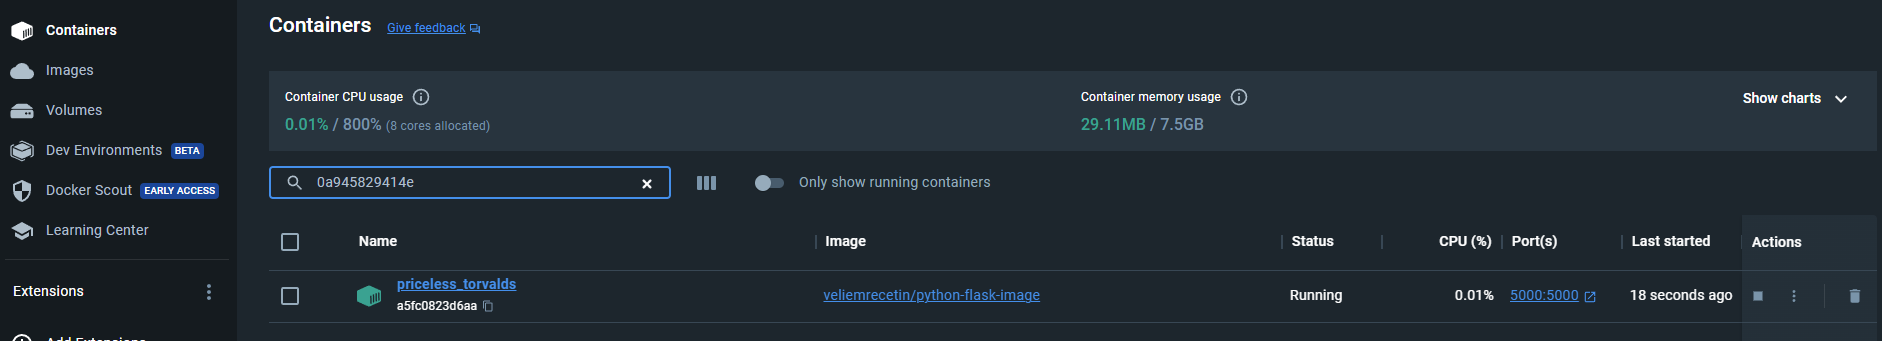 Containers
Images
Volumes
Dev Environments BETA
Docker Scout EARLY ACCESS
Learning Center
Extensions
Add Extensions
Containers Give feedback
Container CPU usage
0.01% / 800% (8 cores allocated)
Container memory usage
29.11MB / 7.5GB
Show charts
0a945829414e
Only show running containers
Name Image Status CPU (%) Port(s) Last started Actions
priceless_torvalds veliemrecetin/python-flask-image Running 0.01% 5000:5000 18 seconds ago
a5fc0823d6aa